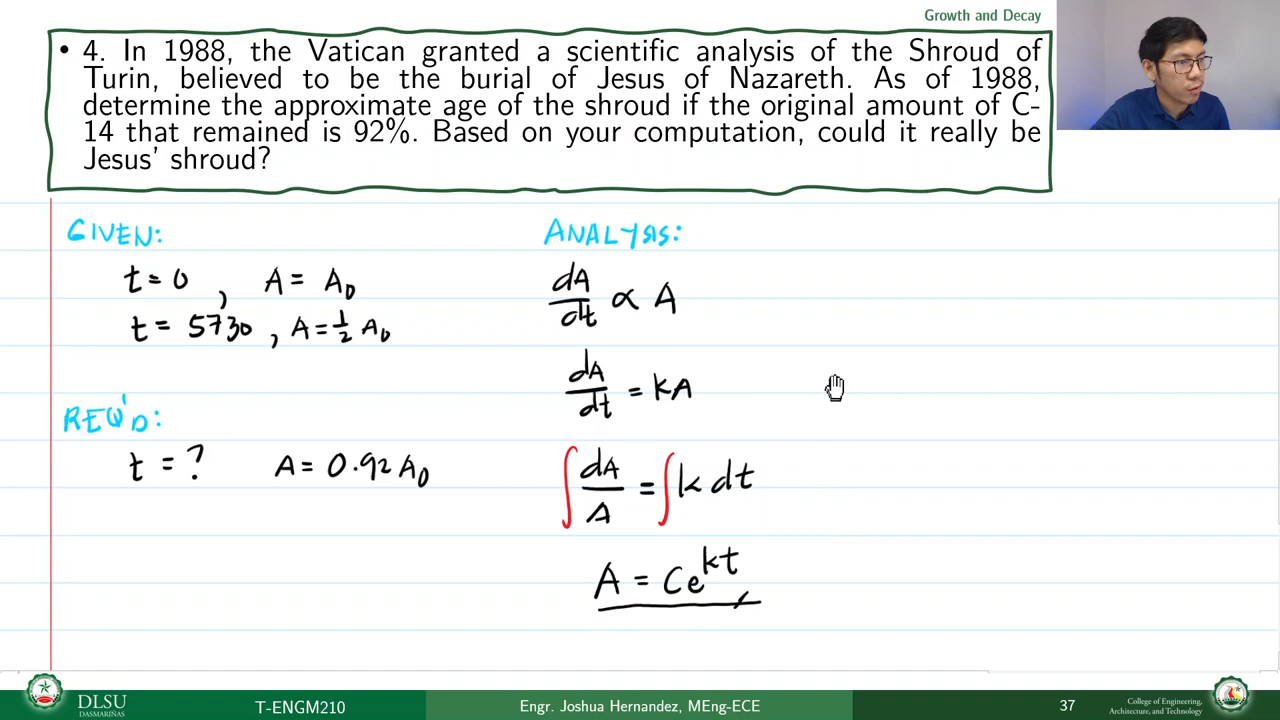 Growth and Decay
• 4. In 1988, the Vatican granted a scientific analysis of the Shroud of
Turin, believed to be the burial of Jesus of Nazareth. As of 1988,
determine the approximate age of the shroud if the original amount of C-
14 that remained is 92%. Based on your computation, could it really be
Jesus' shroud?
GIVEN:
t = 0 , A = A₀
t = 5730 , A = ½ A₀
REQ'D:
t = ? A = 0.92 A₀
ANALYSIS:
dA/dt ∝ A
dA/dt = kA
∫ dA/A = ∫ k dt
A = Ce^kt
DLSU
DASMARIÑAS
T-ENGM210
Engr. Joshua Hernandez, MEng-ECE
37
College of Engineering,
Architecture, and Technology